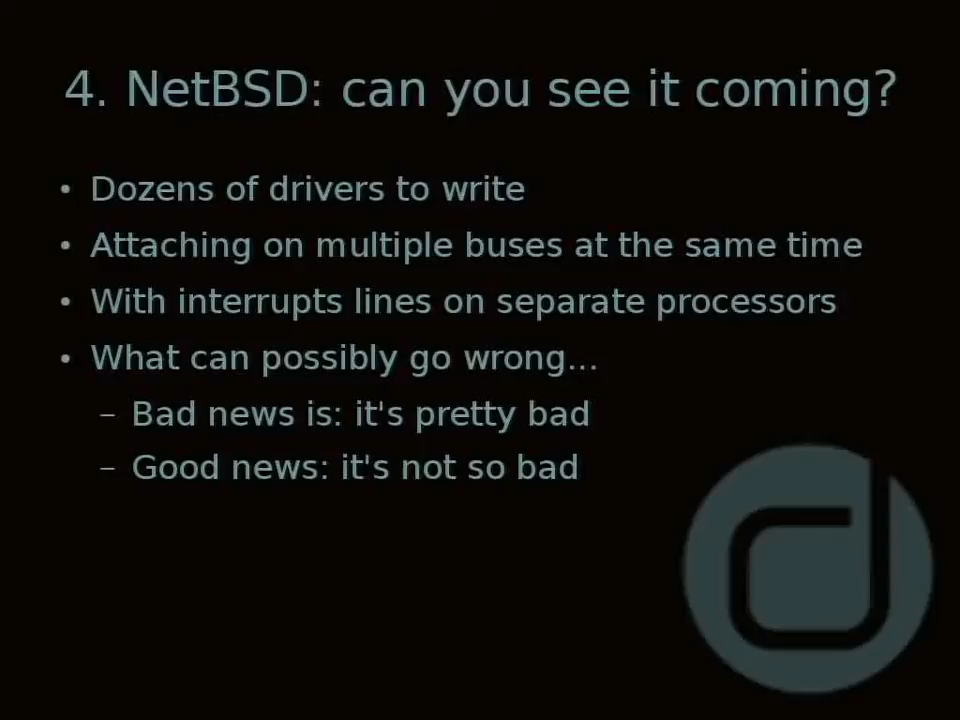 4. NetBSD: can you see it coming?
• Dozens of drivers to write
• Attaching on multiple buses at the same time
• With interrupts lines on separate processors
• What can possibly go wrong...
– Bad news is: it's pretty bad
– Good news: it's not so bad